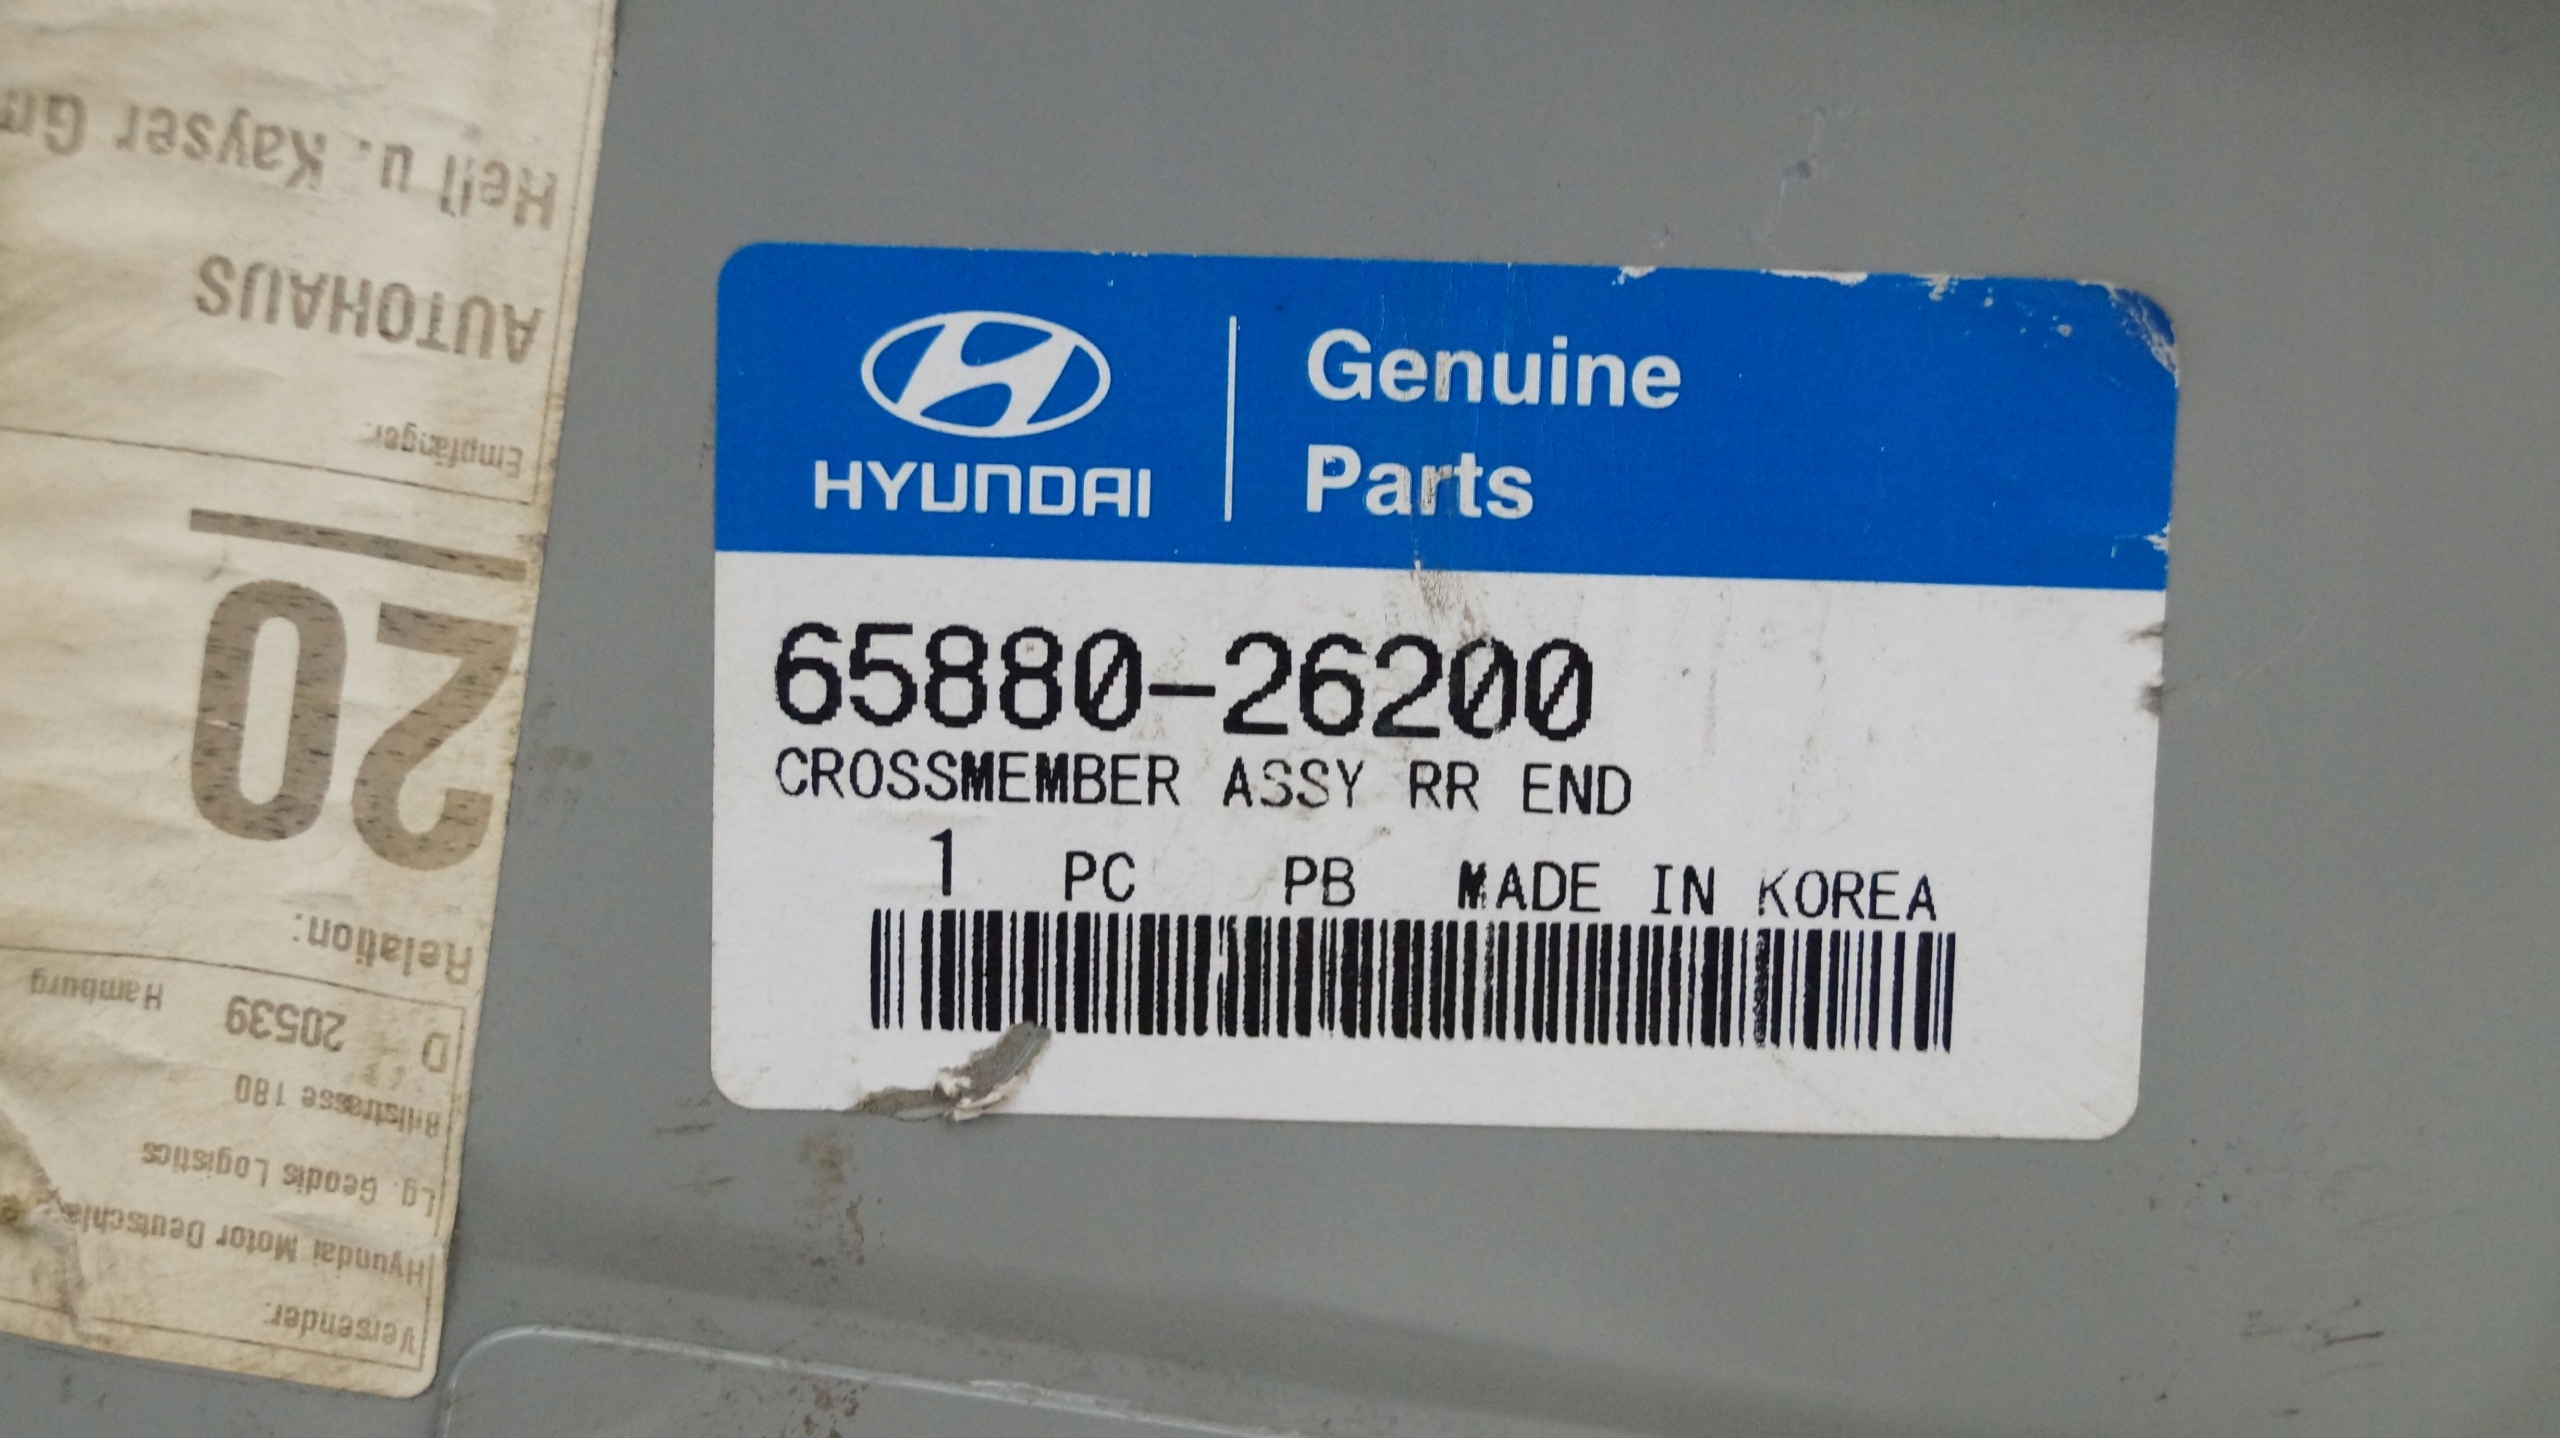 HYUNDAI
Genuine
Parts
65880-26200
CROSSMEMBER ASSY RR END
1 PC PB MADE IN KOREA
Versender:
Hyundai Motor Deutschla
Lg. Geodis Logistics
Billstrasse 180
D 20539 Hamburg
Relation:
20
Empfänger:
AUTOHAUS
Heil u. Kayser Gm